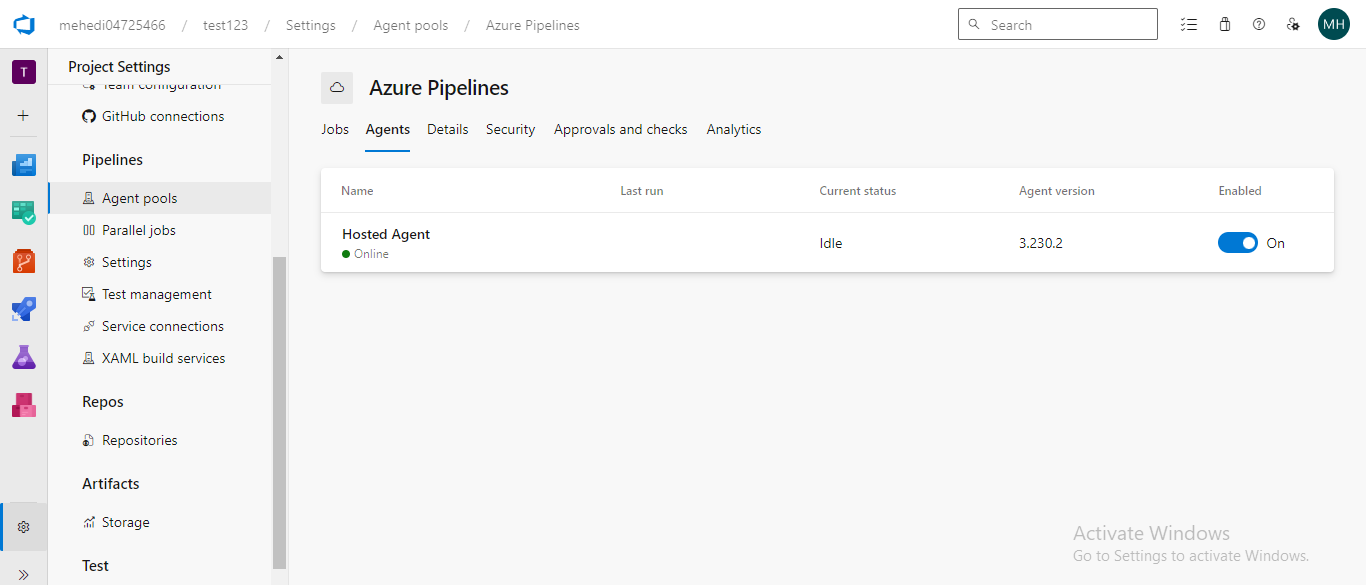 mehedi04725466 / test123 / Settings / Agent pools / Azure Pipelines
Search
MH
T
Project Settings
Team configuration
GitHub connections
Pipelines
Agent pools
Parallel jobs
Settings
Test management
Service connections
XAML build services
Repos
Repositories
Artifacts
Storage
Test
Azure Pipelines
Jobs Agents Details Security Approvals and checks Analytics
Name Last run Current status Agent version Enabled
Hosted Agent
Online
Idle 3.230.2 On
Activate Windows
Go to Settings to activate Windows.